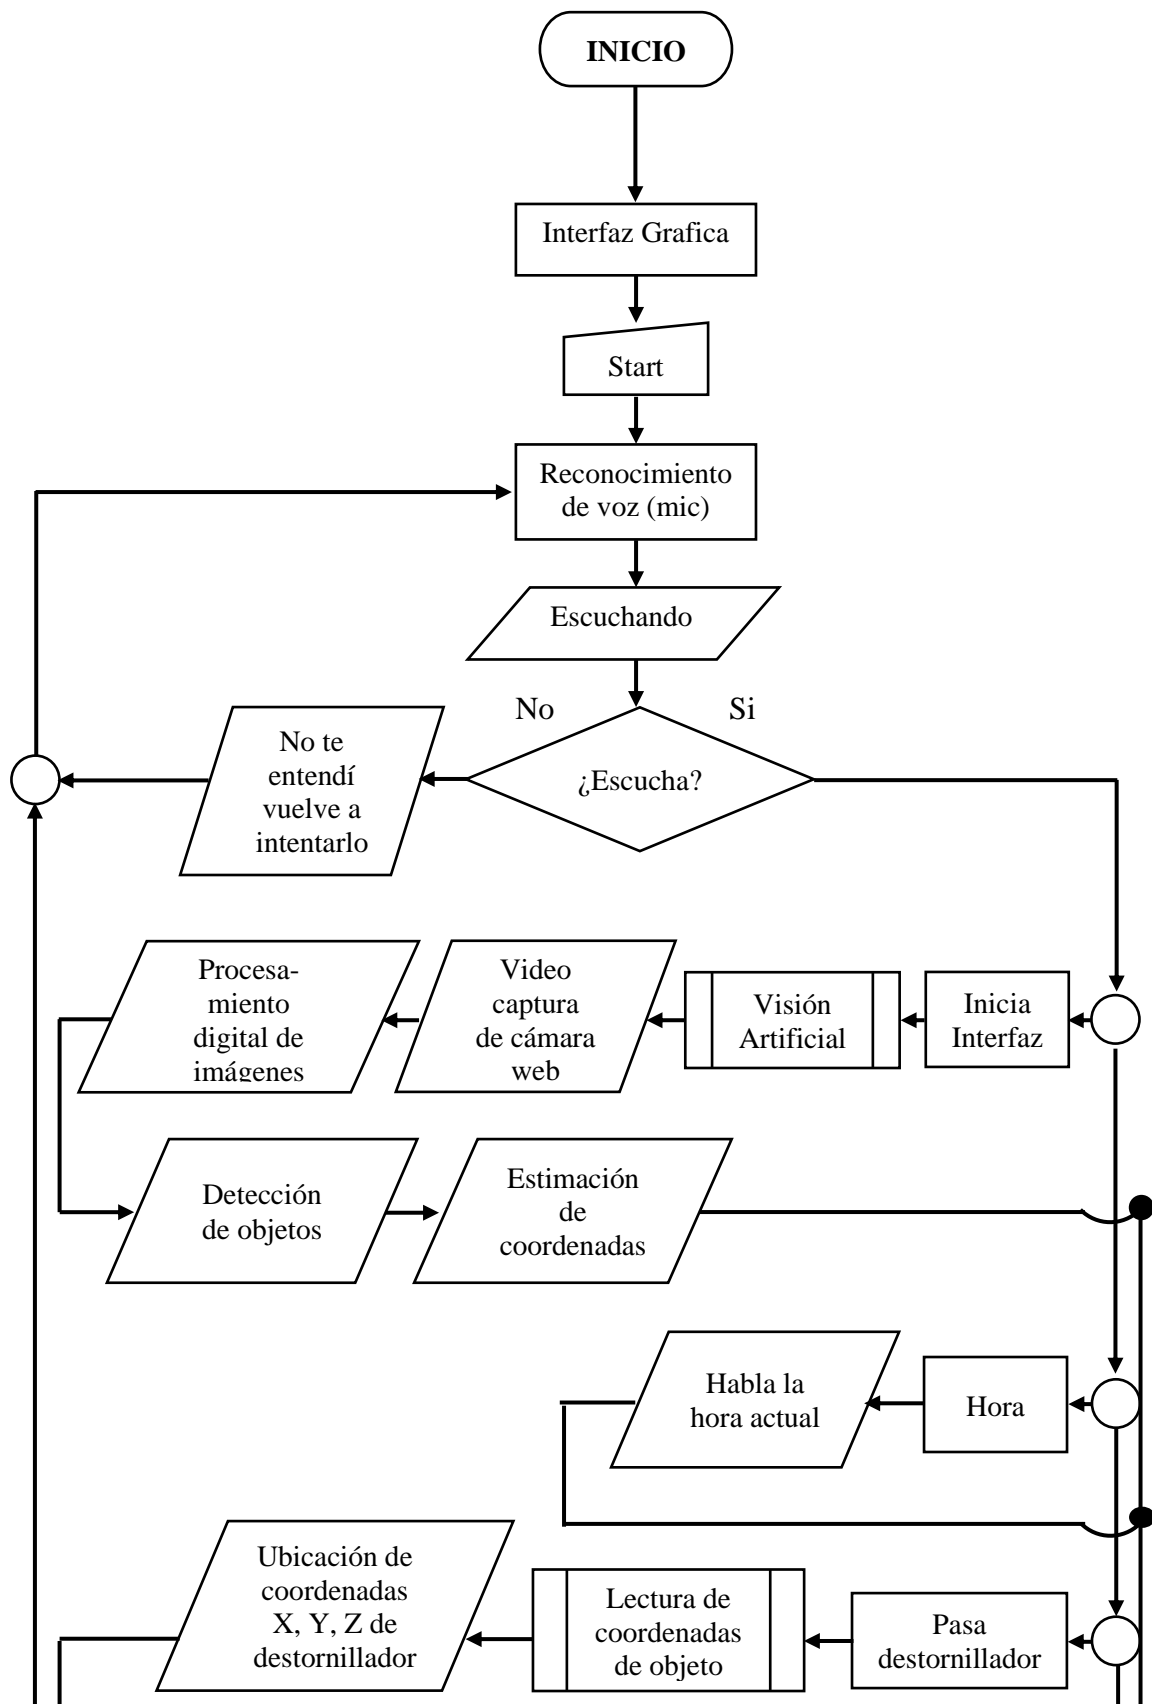 INICIO
Interfaz Grafica
Start
Reconocimiento
de voz (mic)
Escuchando
No
Si
¿Escucha?
No te
entendí
vuelve a
intentarlo
Procesa-
miento
digital de
imágenes
Video
captura
de cámara
web
Visión
Artificial
Inicia
Interfaz
Detección
de objetos
Estimación
de
coordenadas
Habla la
hora actual
Hora
Ubicación de
coordenadas
X, Y, Z de
destornillador
Lectura de
coordenadas
de objeto
Pasa
destornillador